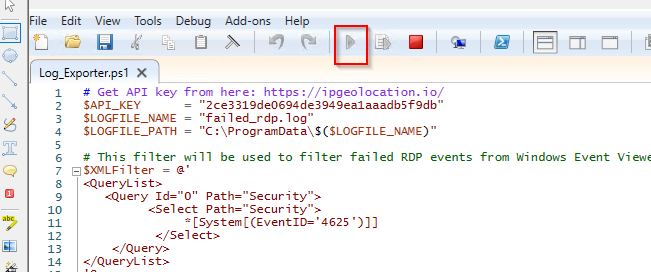 File Edit View Tools Debug Add-ons Help
Log_Exporter.ps1 X
1 # Get API key from here: https://ipgeolocation.io/
2 $API_KEY = "2ce3319de0694de3949ea1aaadb5f9db"
3 $LOGFILE_NAME = "failed_rdp.log"
4 $LOGFILE_PATH = "C:\ProgramData\$($LOGFILE_NAME)"
5
6 # This filter will be used to filter failed RDP events from Windows Event Viewe
7 $XMLFilter = @'
8 <QueryList>
9 <Query Id="0" Path="Security">
10 <Select Path="Security">
11 *[System[(EventID='4625')]]
12 </Select>
13 </Query>
14 </QueryList>